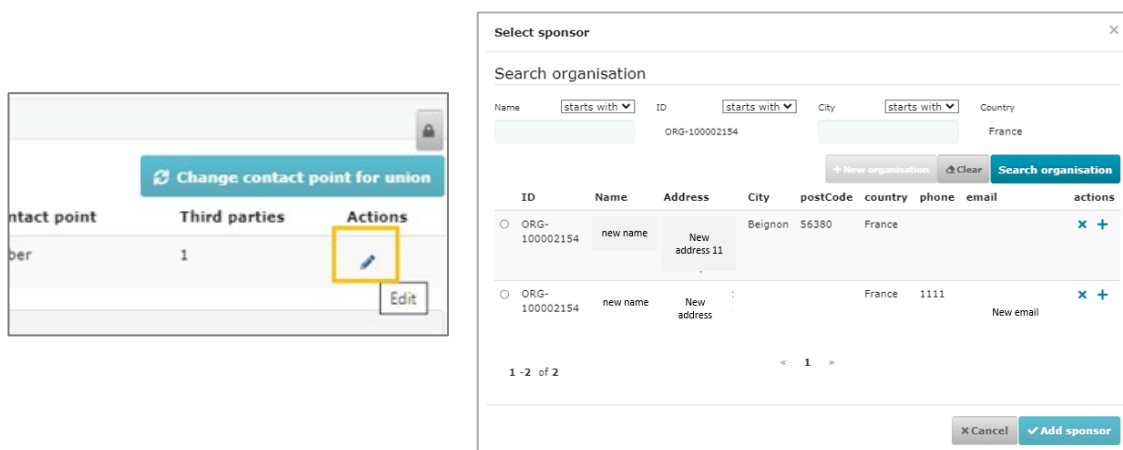 Change contact point for union
ntact point Third parties Actions
ber 1
Edit
Select sponsor ×
Search organisation
Name starts with ID starts with City starts with Country
ORG-100002154 France
+New organisation Clear Search organisation
ID Name Address City postCode country phone email actions
ORG- new name New Beignon 56380 France × +
100002154 address 11
ORG- new name New France 1111 × +
100002154 address New email
« 1 »
1 -2 of 2
× Cancel ✓ Add sponsor